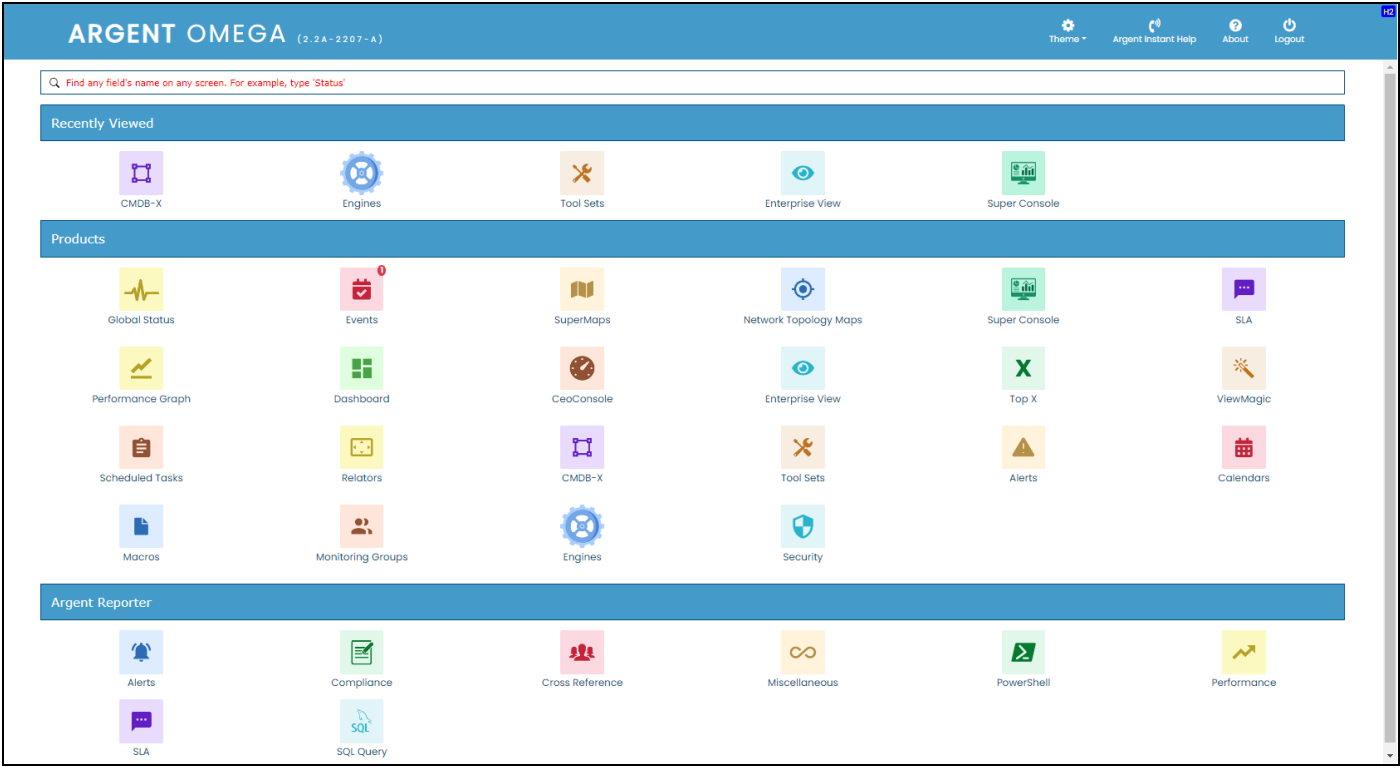 ARGENT OMEGA (2.2A-2207-A)
Theme Argent Instant Help About Logout
H2
Find any field's name on any screen. For example, type 'Status'
Recently Viewed
CMDB-X Engines Tool Sets Enterprise View Super Console
Products
1
Global Status Events SuperMaps Network Topology Maps Super Console SLA
X
Performance Graph Dashboard CeoConsole Enterprise View Top X ViewMagic
Scheduled Tasks Relators CMDB-X Tool Sets Alerts Calendars
Macros Monitoring Groups Engines Security
Argent Reporter
Alerts Compliance Cross Reference Miscellaneous PowerShell Performance
SQL
SLA SQL Query